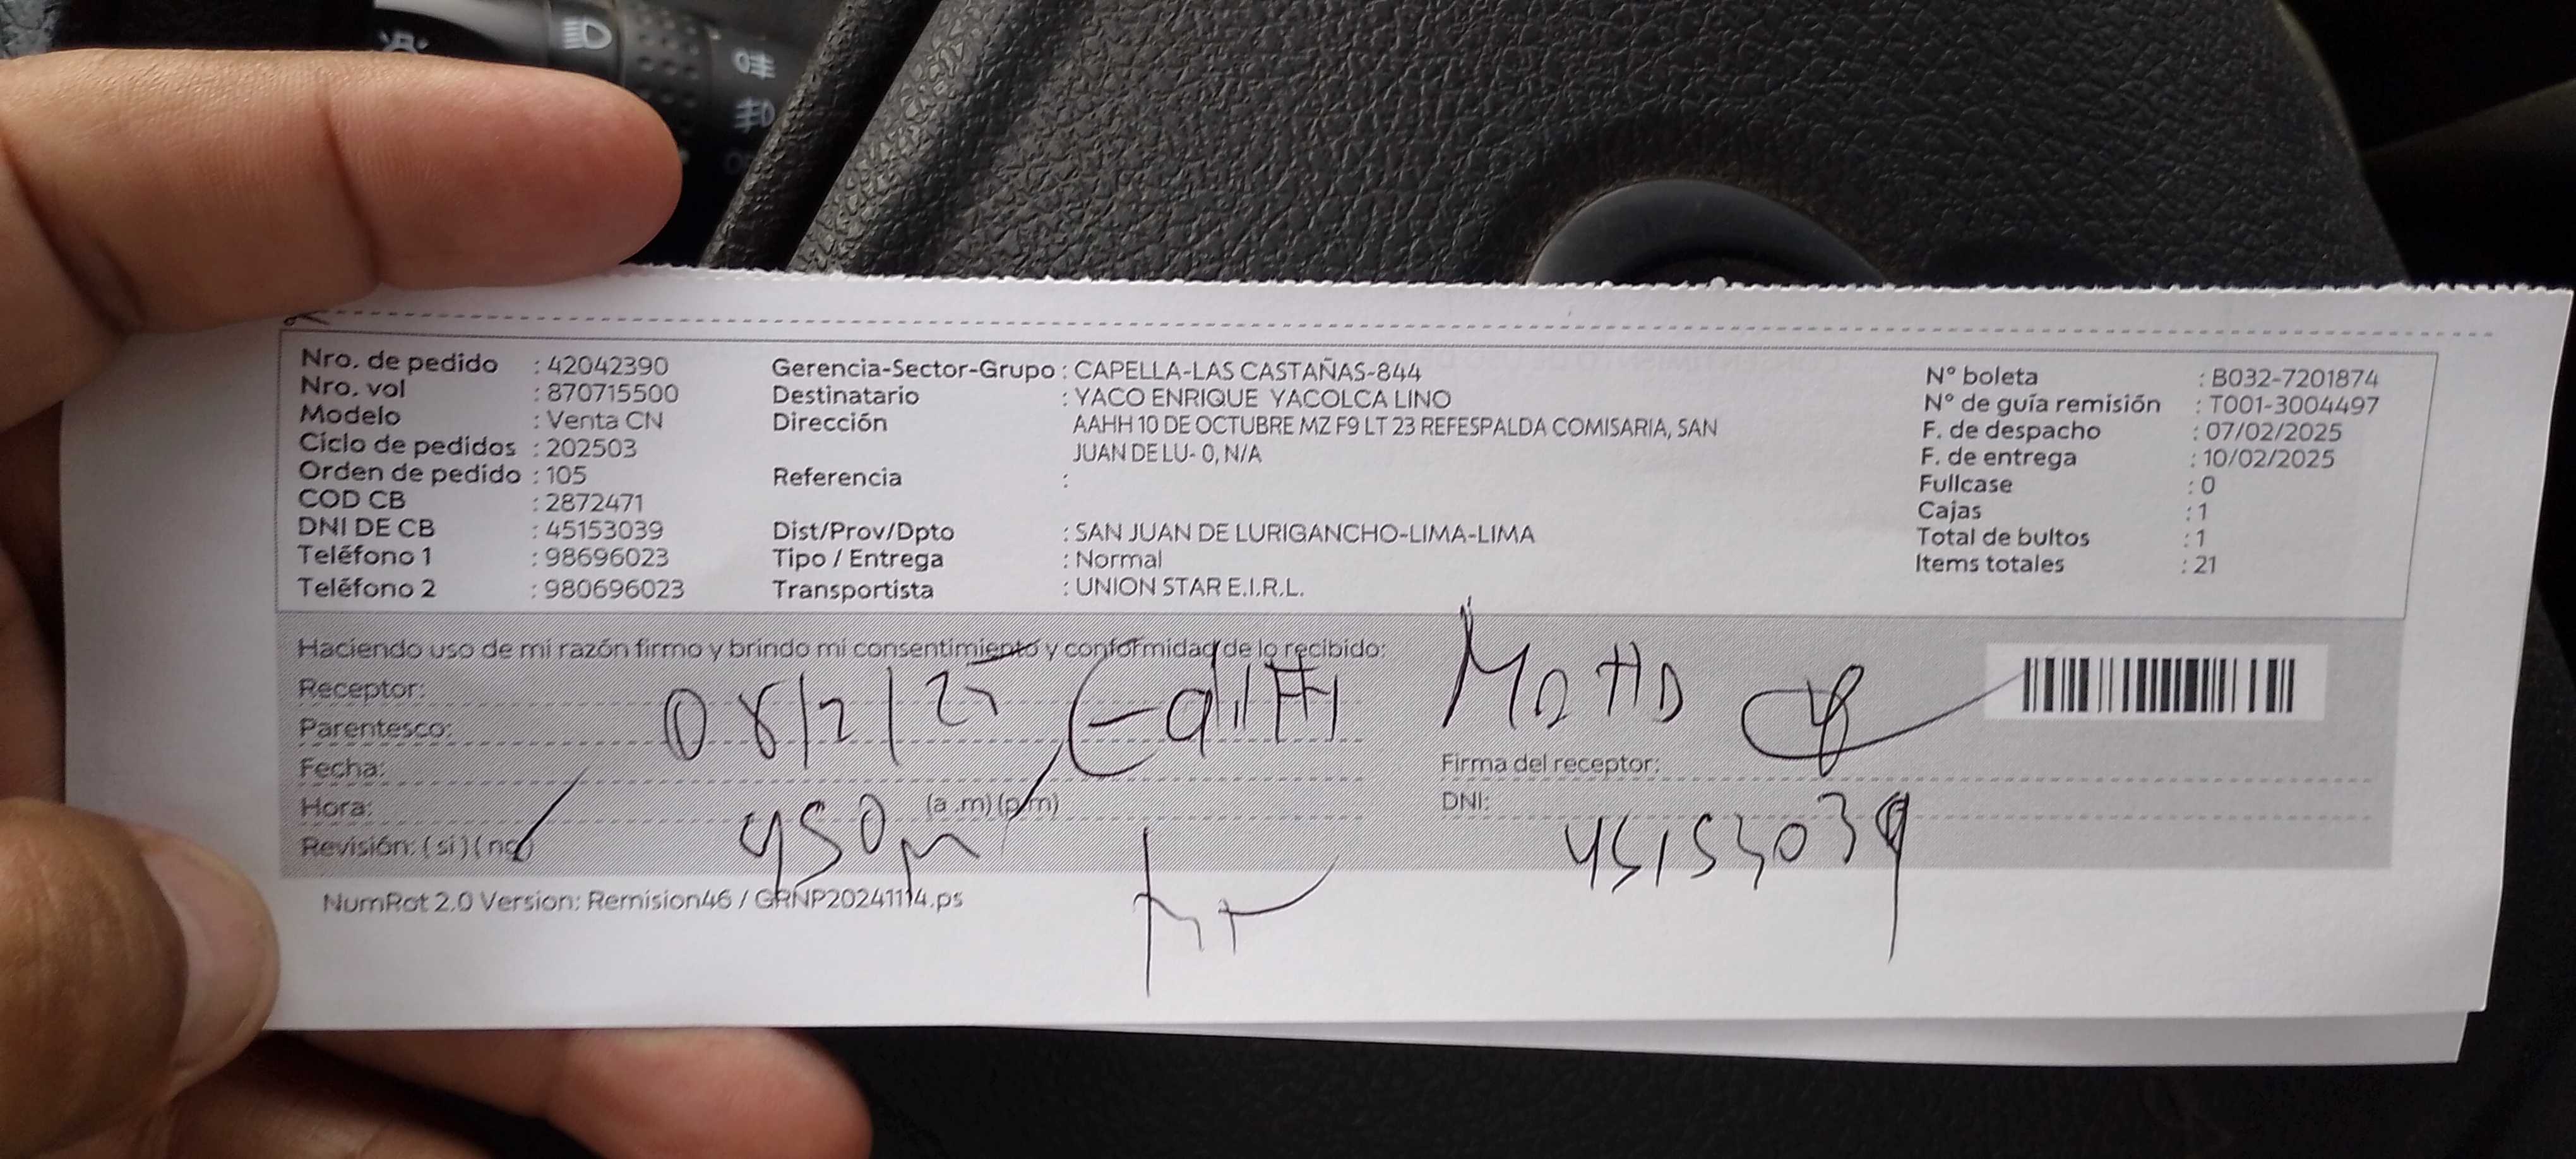 Nro. de pedido : 42042390
Nro. vol : 870715500
Modelo : Venta CN
Ciclo de pedidos : 202503
Orden de pedido : 105
COD CB : 2872471
DNI DE CB : 45153039
Teléfono 1 : 98696023
Teléfono 2 : 980696023
Gerencia-Sector-Grupo : CAPELLA-LAS CASTAÑAS-844
Destinatario : YACO ENRIQUE YACOLCA LINO
Dirección AAHH 10 DE OCTUBRE MZ F9 LT 23 REFESPALDA COMISARIA, SAN
JUAN DE LU- 0, N/A
Referencia :
Dist/Prov/Dpto : SAN JUAN DE LURIGANCHO-LIMA-LIMA
Tipo / Entrega : Normal
Transportista : UNION STAR E.I.R.L.
N° boleta : B032-7201874
N° de guía remisión : T001-3004497
F. de despacho : 07/02/2025
F. de entrega : 10/02/2025
Fullcase : 0
Cajas : 1
Total de bultos : 1
Items totales : 21
Haciendo uso de mi razón firmo y brindo mi consentimiento y conformidad de lo recibido:
Receptor:
Parentesco: 08/2/25
Fecha:
Hora: (a.m) (p.m)
Revisión: (si) (no)
Firma del receptor:
DNI: 45153039
NumRot 2.0 Version: Remision46 / GRNP20241114.ps